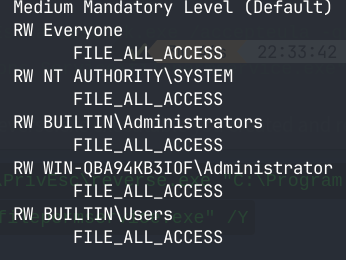 Medium Mandatory Level (Default)
RW Everyone
FILE_ALL_ACCESS
22:33:42
RW NT AUTHORITY\SYSTEM
FILE_ALL_ACCESS
RW BUILTIN\Administrators
FILE_ALL_ACCESS
RW WIN-QBA94KB3IOF\Administrator
FILE_ALL_ACCESS
RW BUILTIN\Users
FILE_ALL_ACCESS